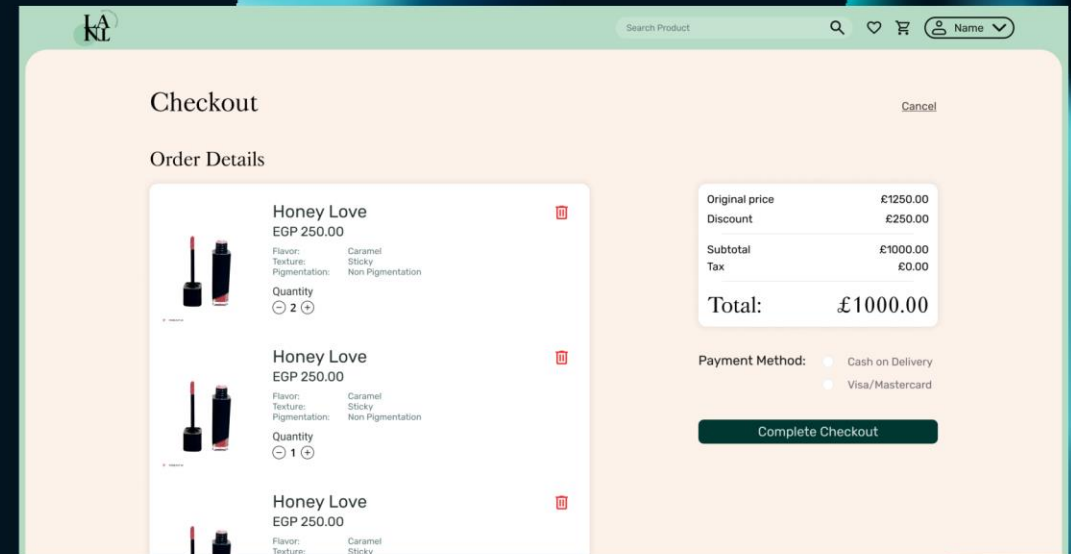 LA
NL
Search Product
Name
Checkout
Cancel
Order Details
Honey Love
EGP 250.00
Flavor: Caramel
Texture: Sticky
Pigmentation: Non Pigmentation
Quantity
2
Honey Love
EGP 250.00
Flavor: Caramel
Texture: Sticky
Pigmentation: Non Pigmentation
Quantity
1
Honey Love
EGP 250.00
Flavor: Caramel
Texture: Sticky
Original price £1250.00
Discount £250.00
Subtotal £1000.00
Tax £0.00
Total: £1000.00
Payment Method: Cash on Delivery
Visa/Mastercard
Complete Checkout